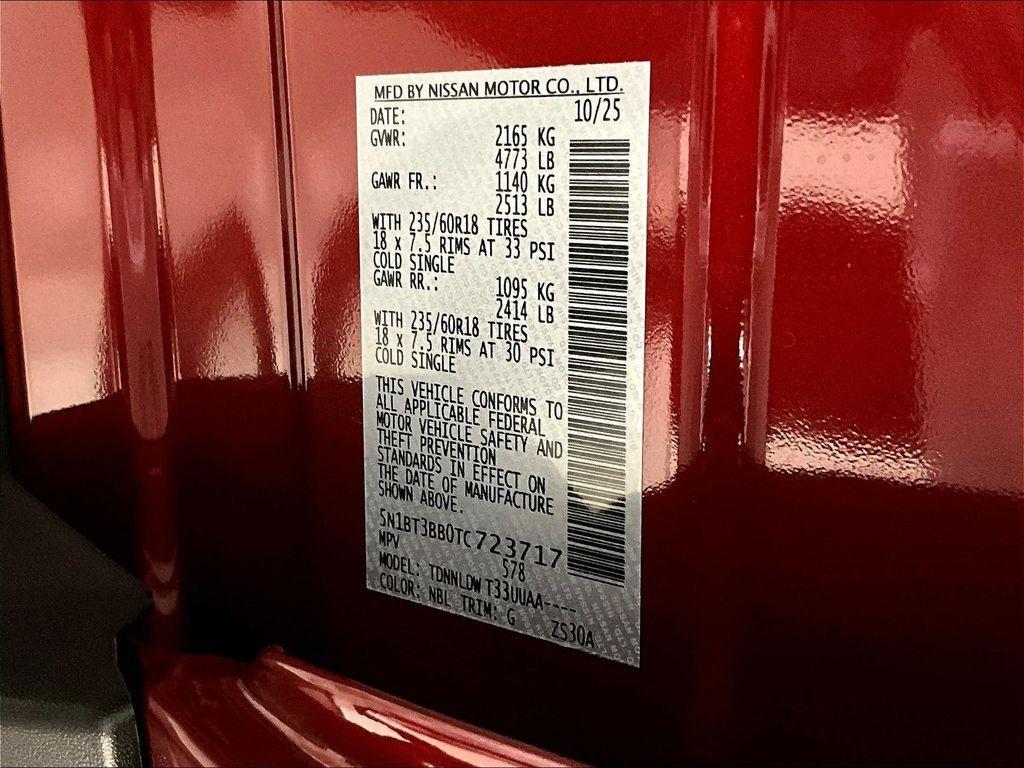 MFD BY NISSAN MOTOR CO., LTD.
DATE: 10/25
GVWR: 2165 KG
4773 LB
GAWR FR.: 1140 KG
2513 LB
WITH 235/60R18 TIRES
18 x 7.5 RIMS AT 33 PSI
COLD SINGLE
GAWR RR.: 1095 KG
2414 LB
WITH 235/60R18 TIRES
18 x 7.5 RIMS AT 30 PSI
COLD SINGLE
THIS VEHICLE CONFORMS TO
ALL APPLICABLE FEDERAL
MOTOR VEHICLE SAFETY AND
THEFT PREVENTION
STANDARDS IN EFFECT ON
THE DATE OF MANUFACTURE
SHOWN ABOVE.
5N1BT3BB0TC723717
MPV 578
MODEL: TDNNLDW T33UUAA----
COLOR: NBL TRIM: G ZS30A